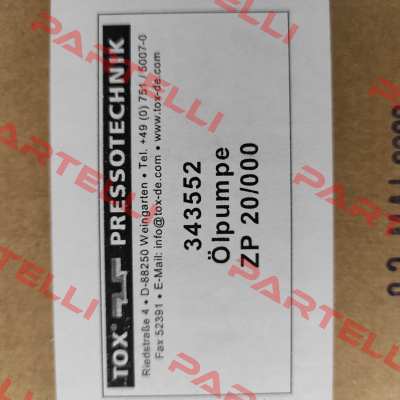 TOX® PRESSOTECHNIK
Riedstraße 4 • D-88250 Weingarten • Tel. +49 (0) 751 / 5007-0
Fax 52391 • E-Mail: info@tox-de.com • www.tox-de.com
343552
Ölpumpe
ZP 20/000
PARTELLI
PARTELLI
PARTELLI
PARTELLI